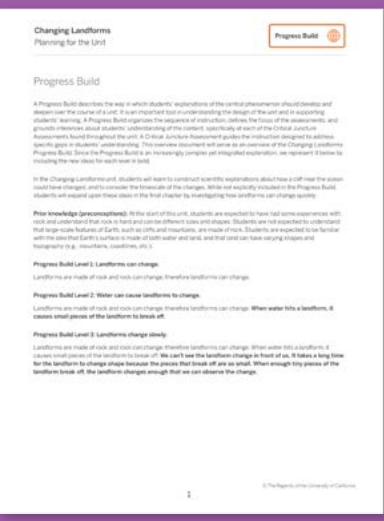 Changing Landforms
Planning for the Unit
Progress Build
Progress Build
A Progress Build describes the way in which students' explanations of the central phenomenon should develop and
deepen over the course of a unit. It is an important tool in understanding the design of the unit and in supporting
students' learning. A Progress Build organizes the sequence of instruction, defines the focus of the assessments, and
grounds inferences about students' understanding of the content, specifically at each of the Critical Juncture
Assessments found throughout the unit. A Critical Juncture Assessment guides the instruction designed to address
specific gaps in students' understanding. This overview document will serve as an overview of the Changing Landforms
Progress Build. Since the Progress Build is an increasingly complex yet integrated explanation, we represent it below by
including the new ideas for each level in bold.
In the Changing Landforms unit, students will learn to construct scientific explanations about how a cliff near the ocean
could have changed, and to consider the timescale of the changes. While not explicitly included in the Progress Build,
students will expand upon these ideas in the final chapter by investigating how landforms can change quickly.
Prior knowledge (preconceptions): At the start of this unit, students are expected to have had some experiences with
rock and understand that rock is hard and can be different sizes and shapes. Students are not expected to understand
that large-scale features of Earth, such as cliffs and mountains, are made of rock. Students are expected to be familiar
with the idea that Earth's surface is made of both water and land, and that land can have varying shapes and
topography (e.g., mountains, coastlines, etc.).
Progress Build Level 1: Landforms can change.
Landforms are made of rock and rock can change; therefore landforms can change.
Progress Build Level 2: Water can cause landforms to change.
Landforms are made of rock and rock can change; therefore landforms can change. When water hits a landform, it
causes small pieces of the landform to break off.
Progress Build Level 3: Landforms change slowly.
Landforms are made of rock and rock can change; therefore landforms can change. When water hits a landform, it
causes small pieces of the landform to break off. We can't see the landform change in front of us. It takes a long time
for the landform to change shape because the pieces that break off are so small. When enough tiny pieces of the
landform break off, the landform changes enough that we can observe the change.
© The Regents of the University of California
1